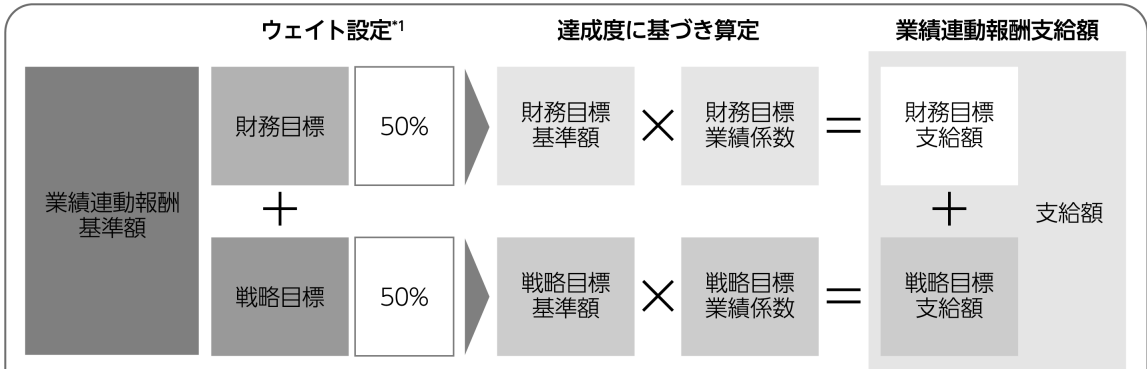 ウェイト設定*1
達成度に基づき算定
業績連動報酬支給額
業績連動報酬
基準額
財務目標
50%
財務目標
基準額
×
財務目標
業績係数
=
財務目標
支給額
+
+
支給額
戦略目標
50%
戦略目標
基準額
×
戦略目標
業績係数
=
戦略目標
支給額